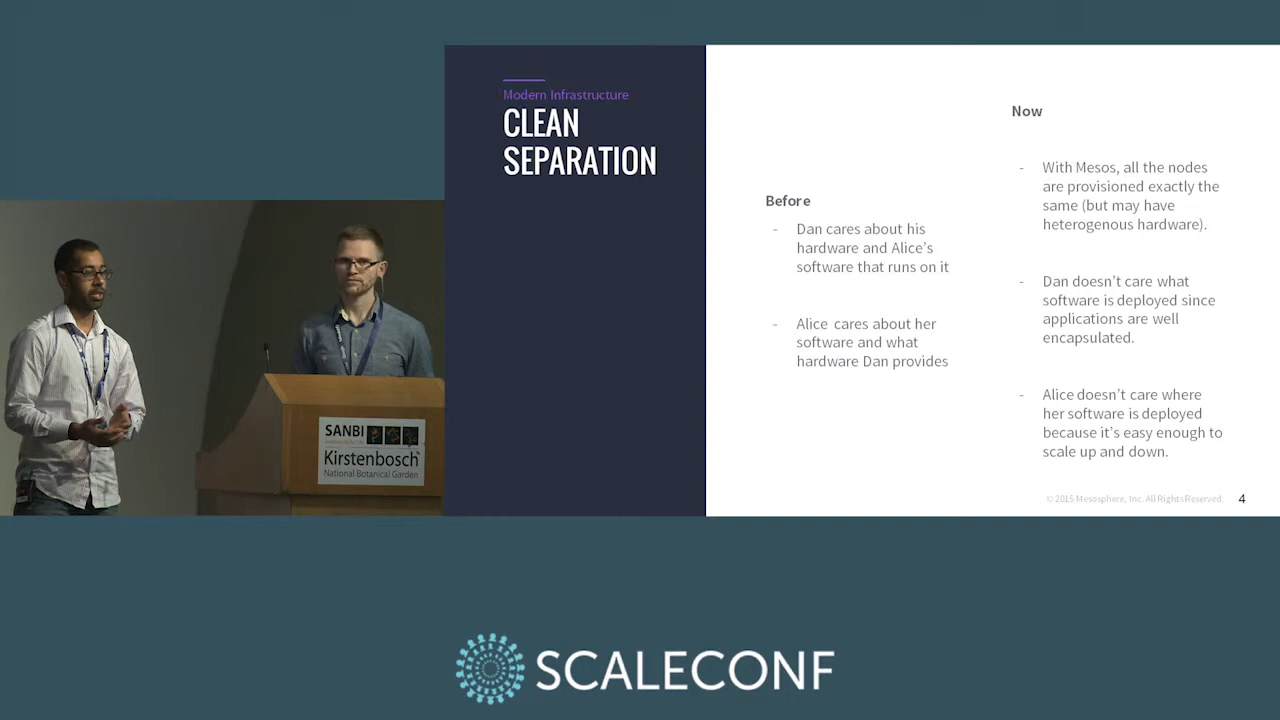 Modern Infrastructure
CLEAN
SEPARATION
Before
- Dan cares about his
hardware and Alice's
software that runs on it
- Alice cares about her
software and what
hardware Dan provides
Now
- With Mesos, all the nodes
are provisioned exactly the
same (but may have
heterogenous hardware).
- Dan doesn't care what
software is deployed since
applications are well
encapsulated.
- Alice doesn't care where
her software is deployed
because it's easy enough to
scale up and down.
© 2015 Mesosphere, Inc. All Rights Reserved.
4
SANBI
Kirstenbosch
National Botanical Garden
SCALECONF